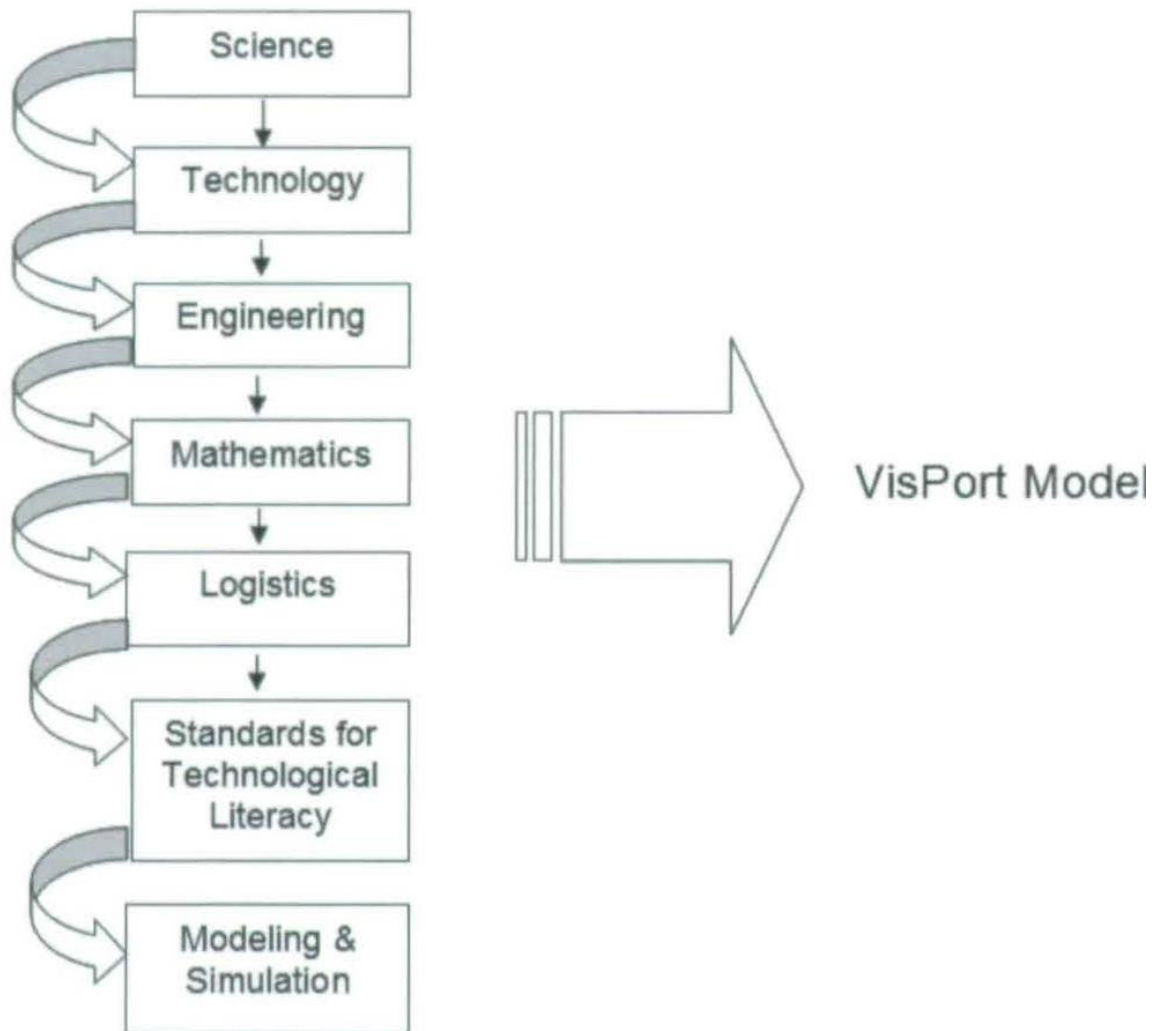 Science
Technology
Engineering
Mathematics
Logistics
Standards for
Technological
Literacy
Modeling &
Simulation
VisPort Model